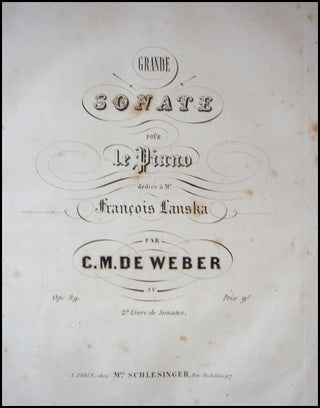 GRANDE
SONATE
POUR
le Piano
dédiée à Mr.
François Lanska
PAR
C.M. DE WEBER
Op: 39.
Prix 9f
2e Livre de Sonates.
A PARIS, chez Mce SCHLESINGER, Rue Richelieu, 97